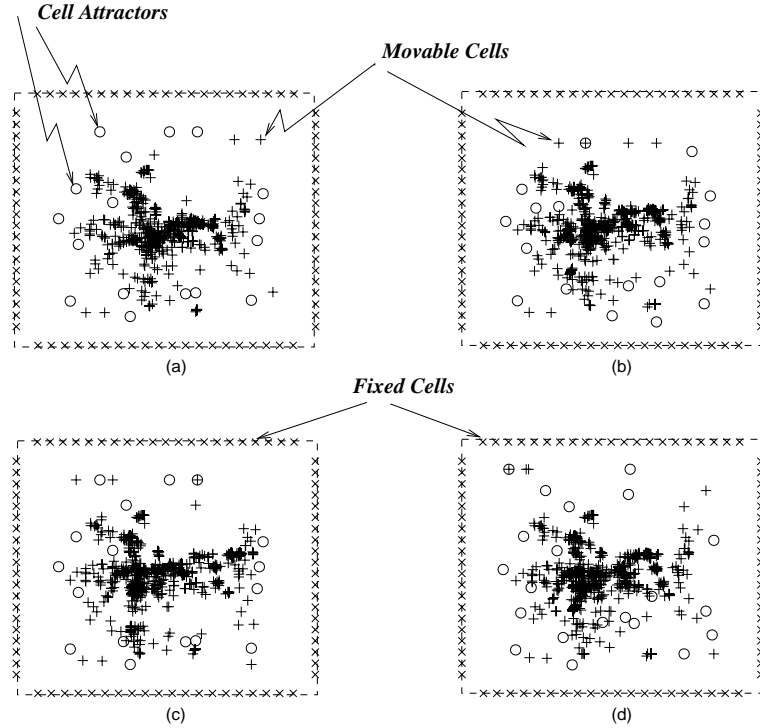 Cell Attractors
Movable Cells
(a)
(b)
Fixed Cells
(c)
(d)